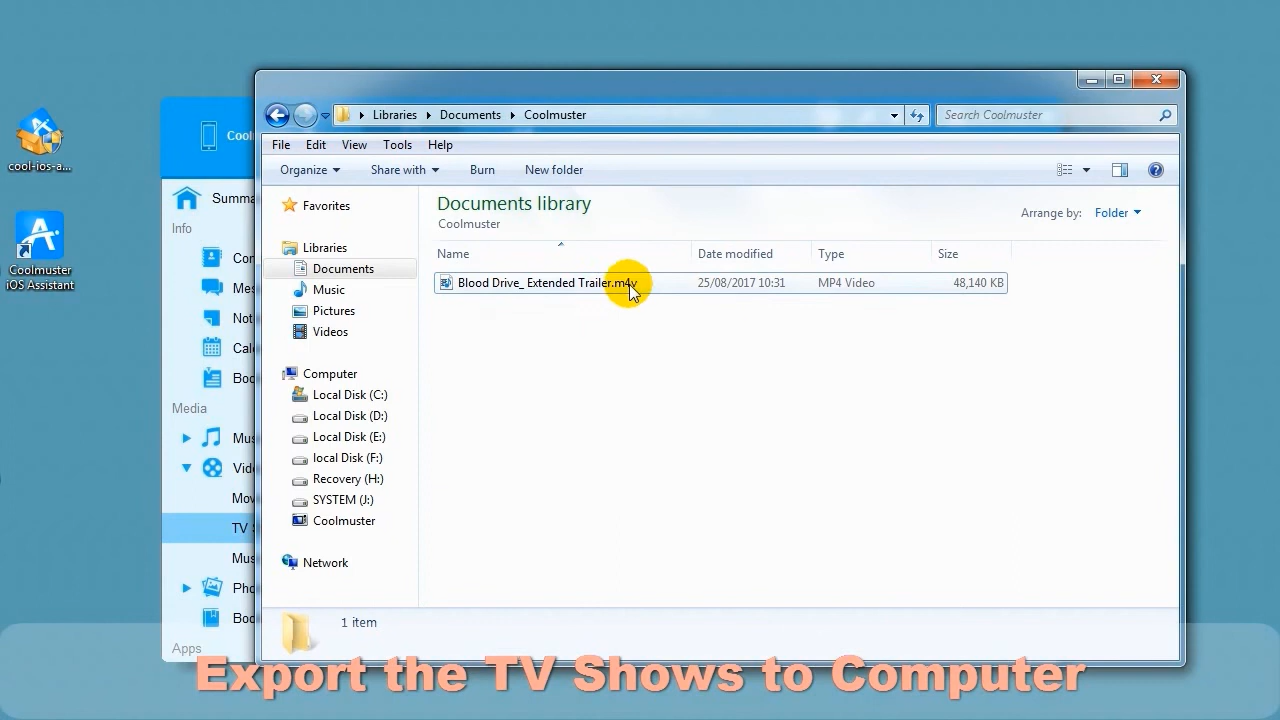 cool-ios-a...
Coolmuster
iOS Assistant
Cool
Summa
Info
Con
Mes
Not
Cal
Boo
Media
Mus
Vid
Mov
TV S
Mus
Pho
Boo
Apps
Libraries
Documents
Coolmuster
Search Coolmuster
File Edit View Tools Help
Organize Share with Burn New folder
Favorites
Libraries
Documents
Music
Pictures
Videos
Computer
Local Disk (C:)
Local Disk (D:)
Local Disk (E:)
local Disk (F:)
Recovery (H:)
SYSTEM (J:)
Coolmuster
Network
Documents library
Coolmuster
Arrange by: Folder
Name Date modified Type Size
Blood Drive_ Extended Trailer.m4v 25/08/2017 10:31 MP4 Video 48,140 KB
1 item
Export the TV Shows to Computer